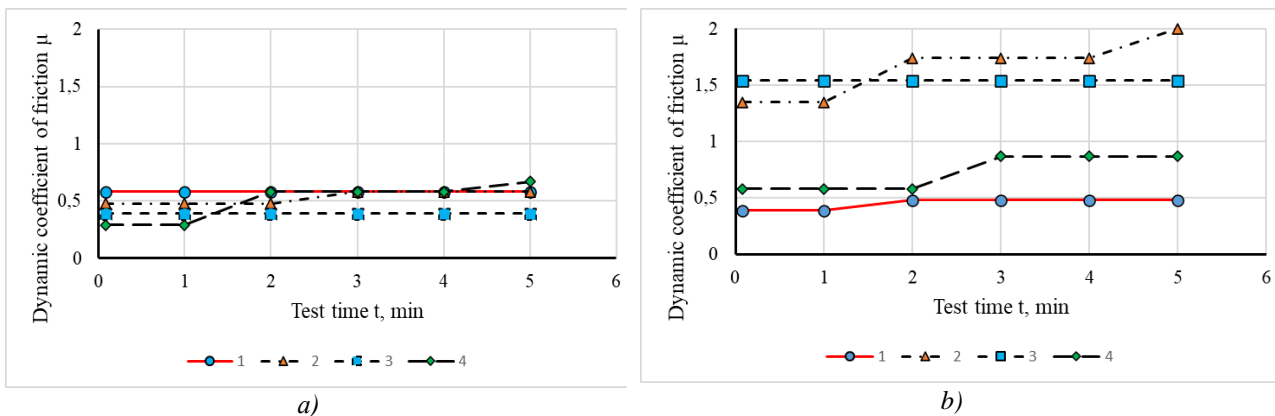 Dynamic coefficient of friction µ
2
1.5
1
0.5
0
0 1 2 3 4 5 6
Test time t, min
1 2 3 4
a)
Dynamic coefficient of friction µ
2
1,5
1
0,5
0
0 1 2 3 4 5 6
Test time t, min
1 2 3 4
b)